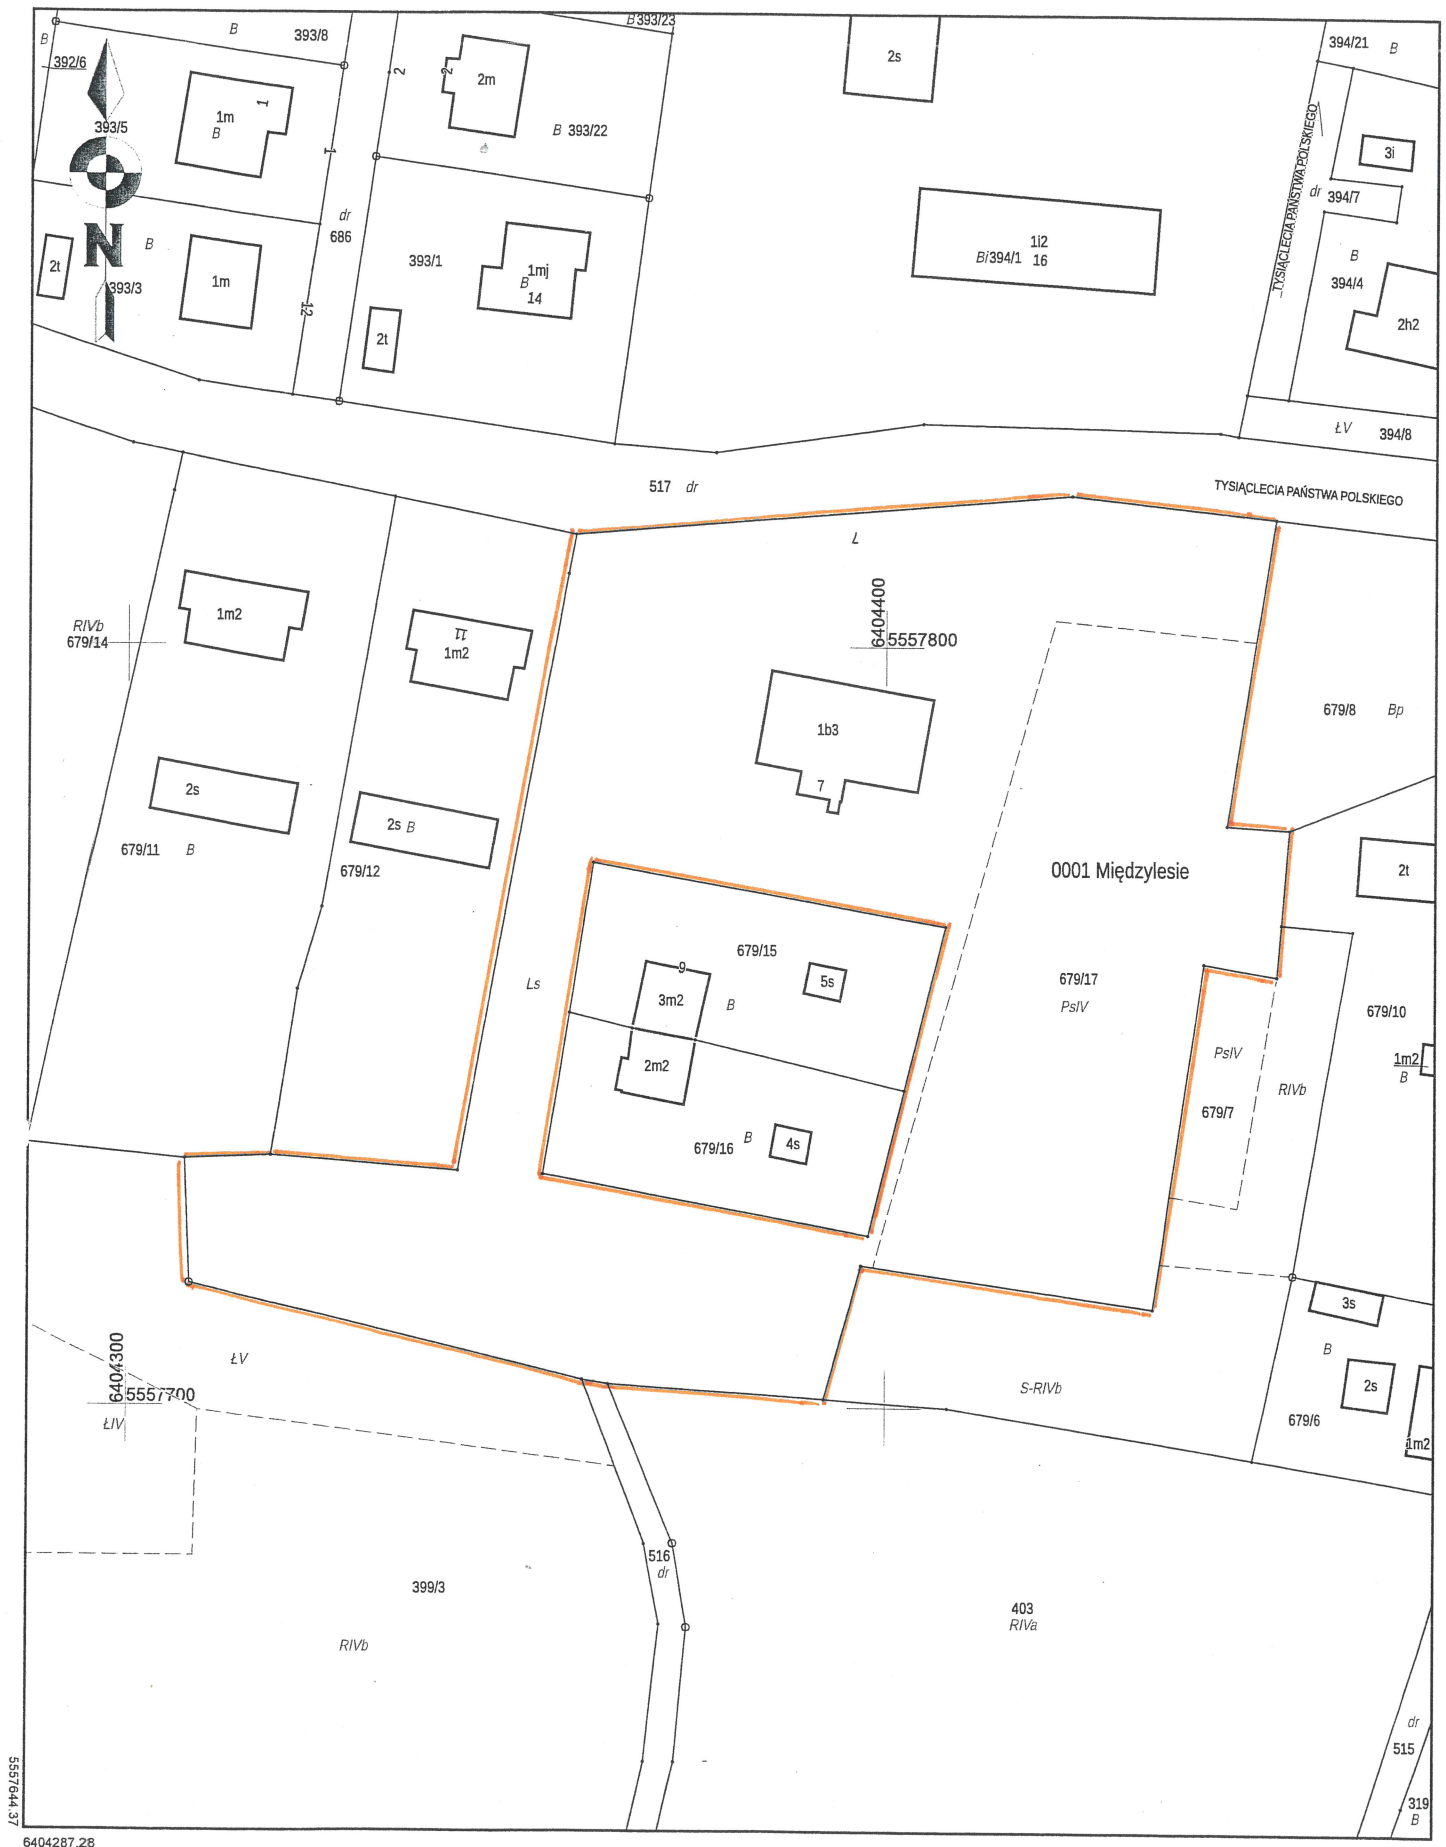 B
393/8
B 393/23
B
392/6
393/5
1m
1
B
2
2
2m
B 393/22
2s
394/21 B
TYSIĄCLECIA PAŃSTWA POLSKIEGO
3i
dr 394/7
1
dr
686
N
B
2t
393/3
1m
12
393/1
1mj
B
14
2t
1i2
Bi 394/1 16
B
394/4
2h2
ŁV 394/8
517 dr
TYSIĄCLECIA PAŃSTWA POLSKIEGO
L
RIVb
679/14
1m2
11
1m2
6404400
5557800
679/8 Bp
1b3
7
2s
2s B
679/11 B
679/12
0001 Międzylesie
2t
Ls
679/15
9
3m2
5s
B
679/17
PsIV
679/10
PsIV
RIVb
1m2
B
2m2
679/7
679/16 B
4s
3s
B
ŁV
6404300
5557700
ŁIV
S-RIVb
2s
679/6
1m2
516
dr
399/3
RIVb
403
RIVa
dr
515
319
B
5557644.37
6404287.28